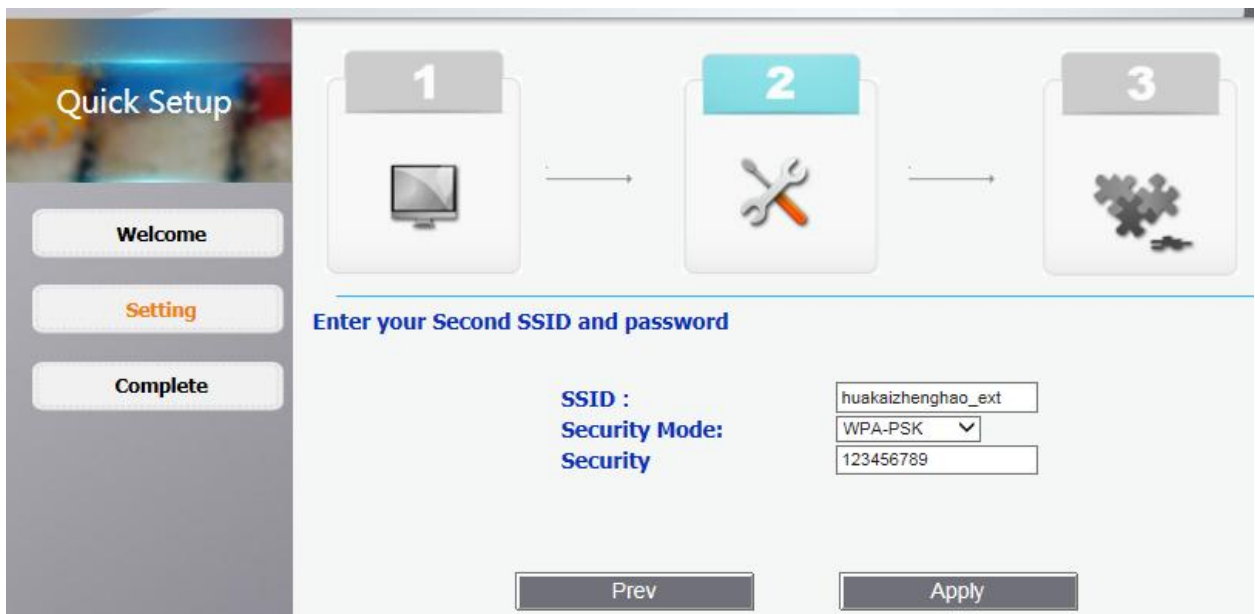 Quick Setup
1
2
3
Welcome
Setting
Complete
Enter your Second SSID and password
SSID :
huakaizhenghao_ext
Security Mode:
WPA-PSK
Security
123456789
Prev
Apply